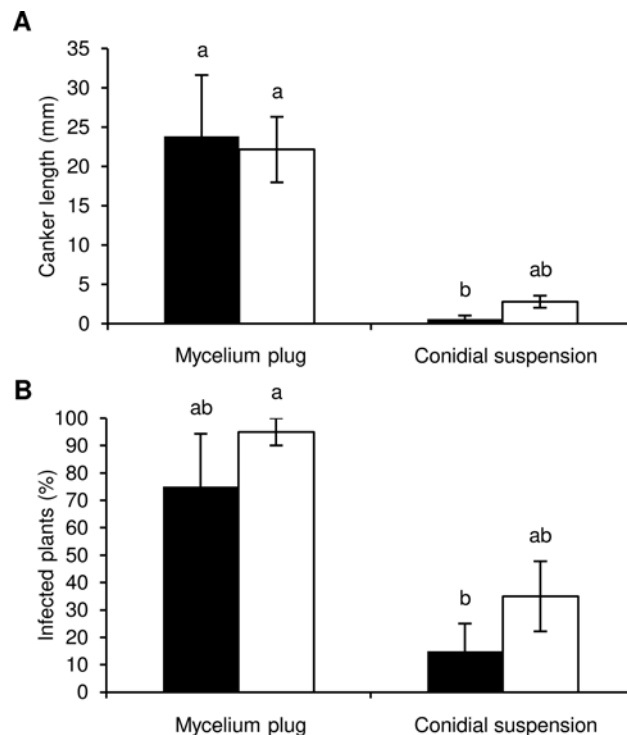 A
Canker length (mm)
35
30
25
20
15
10
5
0
a
a
b
ab
Mycelium plug
Conidial suspension
B
Infected plants (%)
100
90
80
70
60
50
40
30
20
10
0
ab
a
b
ab
Mycelium plug
Conidial suspension